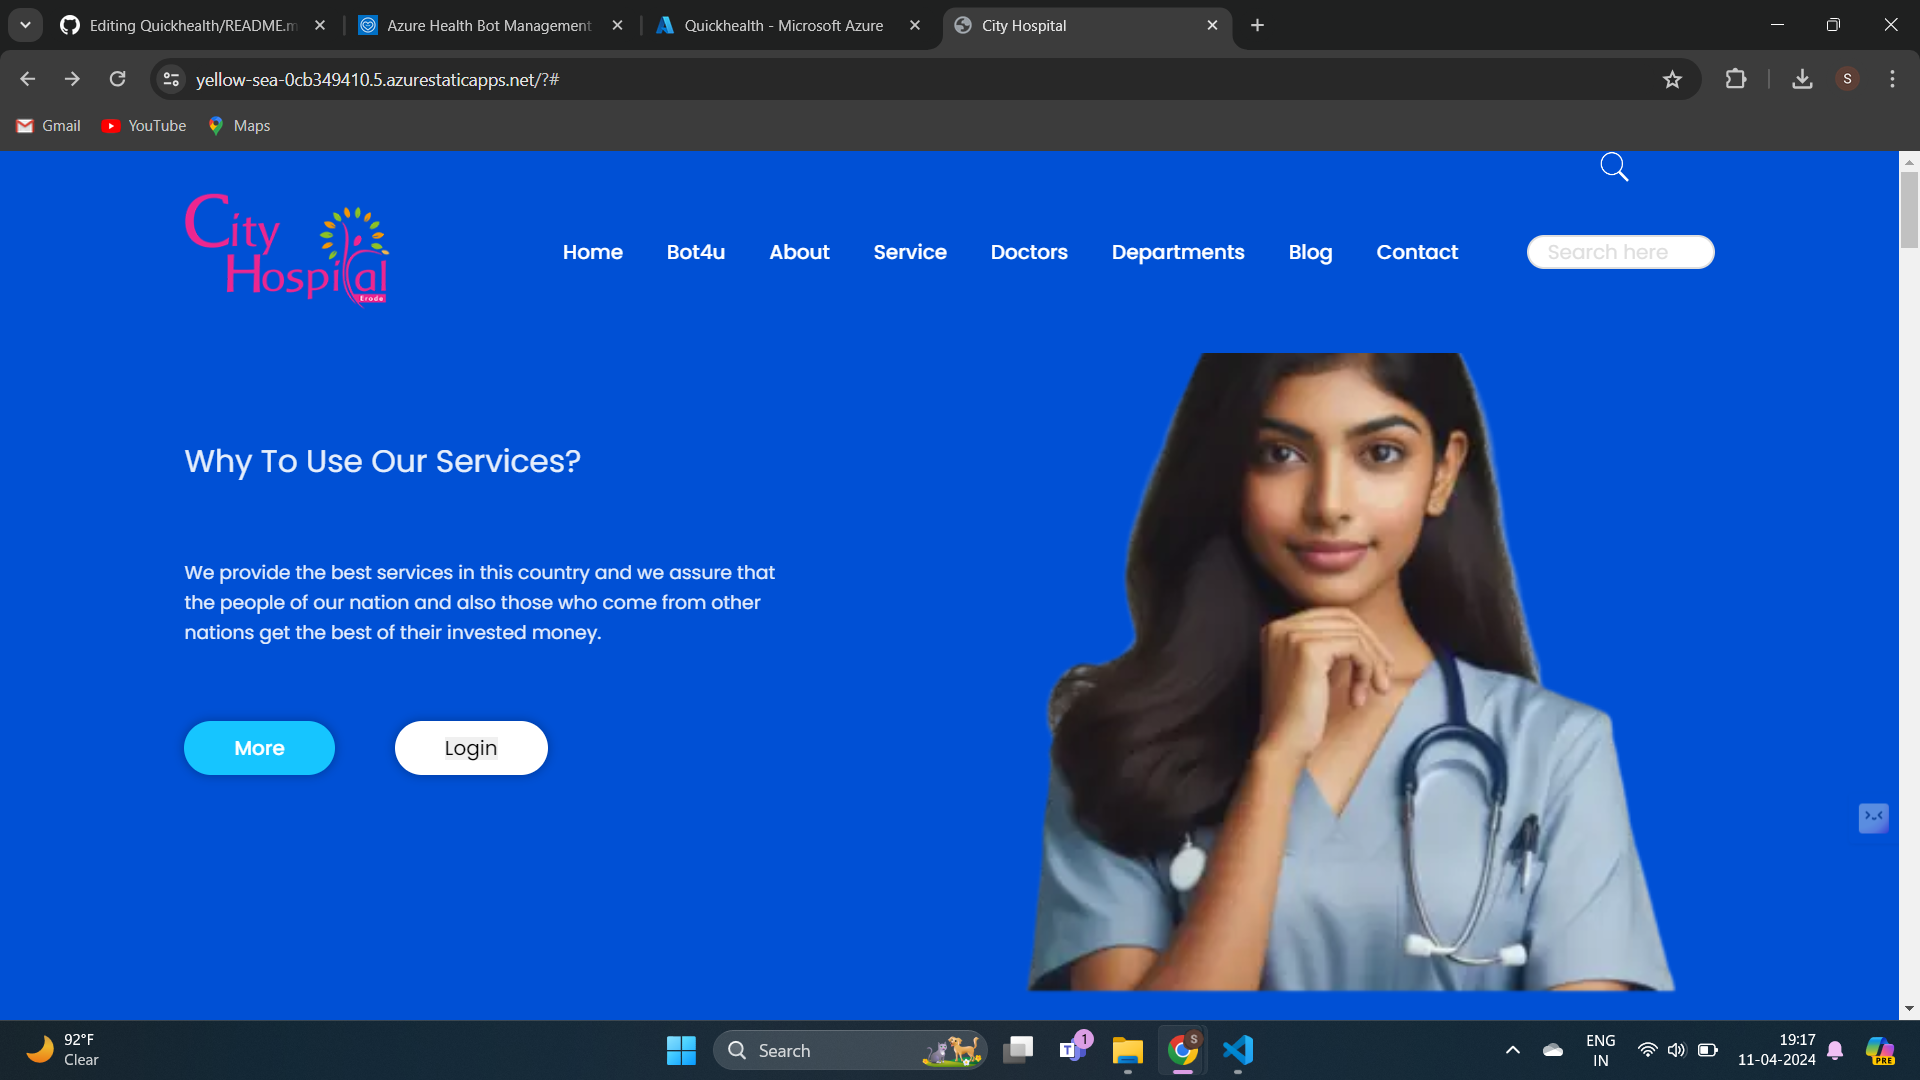 Editing Quickhealth/README.m
Azure Health Bot Management
Quickhealth - Microsoft Azure
City Hospital
yellow-sea-0cb349410.5.azurestaticapps.net/?#
S
Gmail
YouTube
Maps
City
Hospital
Erode
Home
Bot4u
About
Service
Doctors
Departments
Blog
Contact
Search here
Why To Use Our Services?
We provide the best services in this country and we assure that
the people of our nation and also those who come from other
nations get the best of their invested money.
More
Login
92°F
Clear
Search
T
1
S
ENG
IN
19:17
11-04-2024
PRE